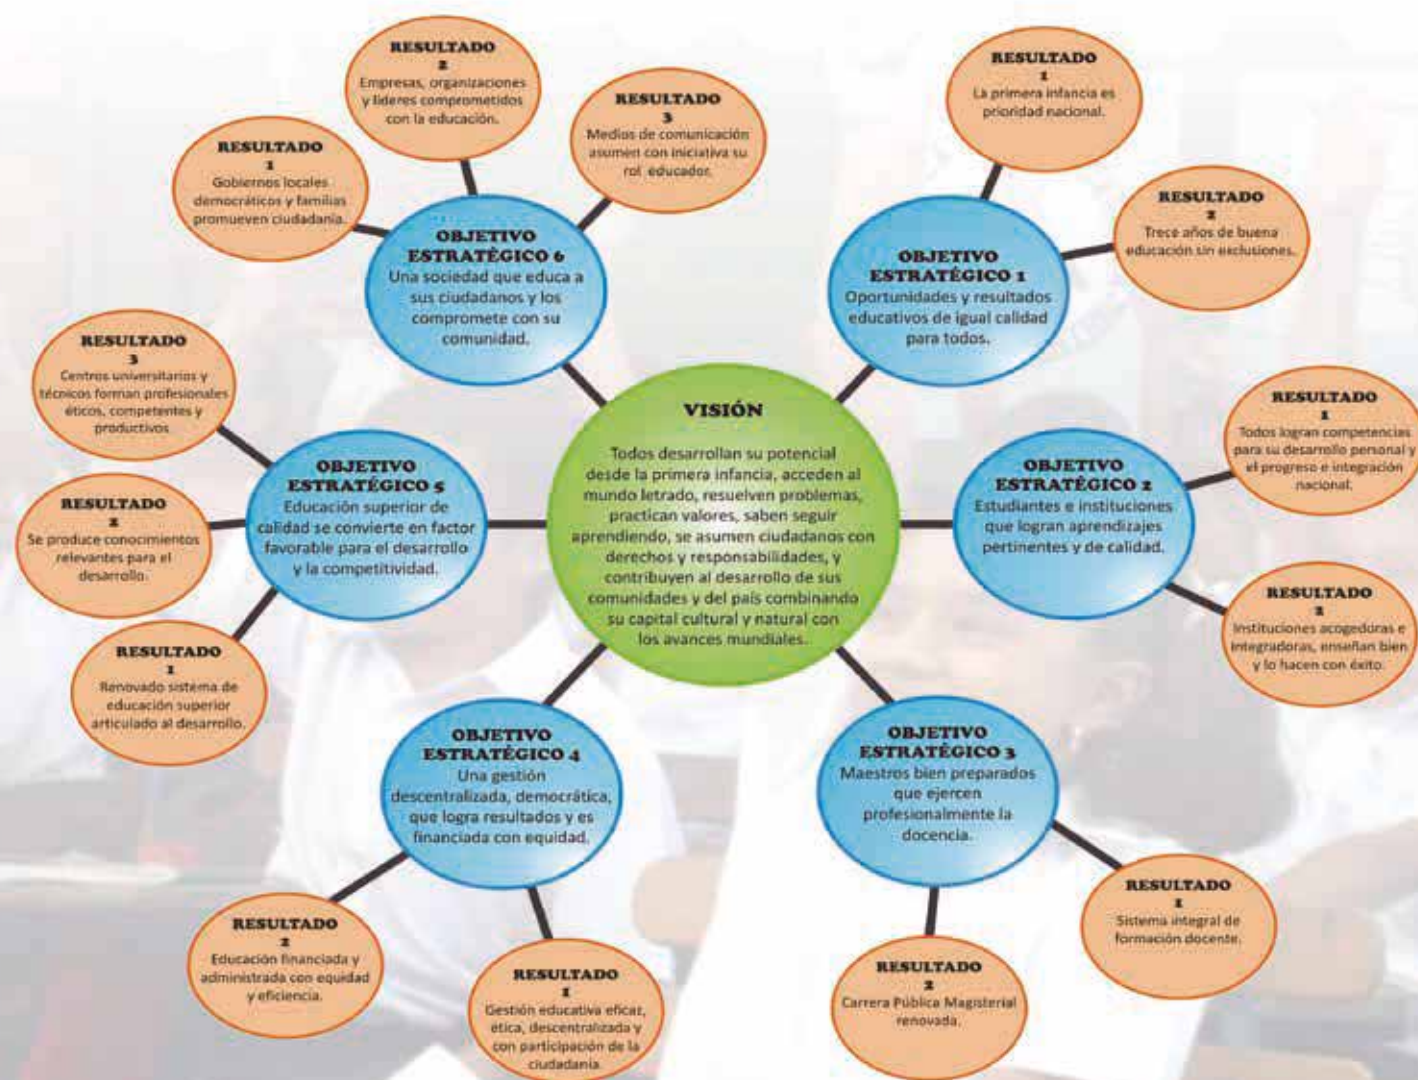 VISIÓN
Todos desarrollan su potencial
desde la primera infancia, acceden al
mundo letrado, resuelven problemas,
practican valores, saben seguir
aprendiendo, se asumen ciudadanos con
derechos y responsabilidades, y
contribuyen al desarrollo de sus
comunidades y del país combinando
su capital cultural y natural con
los avances mundiales.
OBJETIVO
ESTRATÉGICO 1
Oportunidades y resultados
educativos de igual calidad
para todos.
RESULTADO
1
La primera infancia es
prioridad nacional.
RESULTADO
2
Trece años de buena
educación sin exclusiones.
OBJETIVO
ESTRATÉGICO 2
Estudiantes e instituciones
que logran aprendizajes
pertinentes y de calidad.
RESULTADO
1
Todos logran competencias
para su desarrollo personal y
el progreso e integración
nacional.
RESULTADO
2
Instituciones acogedoras e
integradoras, enseñan bien
y lo hacen con éxito.
OBJETIVO
ESTRATÉGICO 3
Maestros bien preparados
que ejercen
profesionalmente la
docencia.
RESULTADO
1
Sistema integral de
formación docente.
RESULTADO
2
Carrera Pública Magisterial
renovada.
OBJETIVO
ESTRATÉGICO 4
Una gestión
descentralizada, democrática,
que logra resultados y es
financiada con equidad.
RESULTADO
1
Gestión educativa eficaz,
ética, descentralizada y
con participación de la
ciudadanía.
RESULTADO
2
Educación financiada y
administrada con equidad
y eficiencia.
OBJETIVO
ESTRATÉGICO 5
Educación superior de
calidad se convierte en factor
favorable para el desarrollo
y la competitividad.
RESULTADO
1
Renovado sistema de
educación superior
articulado al desarrollo.
RESULTADO
2
Se produce conocimientos
relevantes para el
desarrollo.
RESULTADO
3
Centros universitarios y
técnicos forman profesionales
éticos, competentes y
productivos
OBJETIVO
ESTRATÉGICO 6
Una sociedad que educa a
sus ciudadanos y los
compromete con su
comunidad.
RESULTADO
1
Gobiernos locales
democráticos y familias
promueven ciudadanía.
RESULTADO
2
Empresas, organizaciones
y líderes comprometidos
con la educación.
RESULTADO
3
Medios de comunicación
asumen con iniciativa su
rol educador.